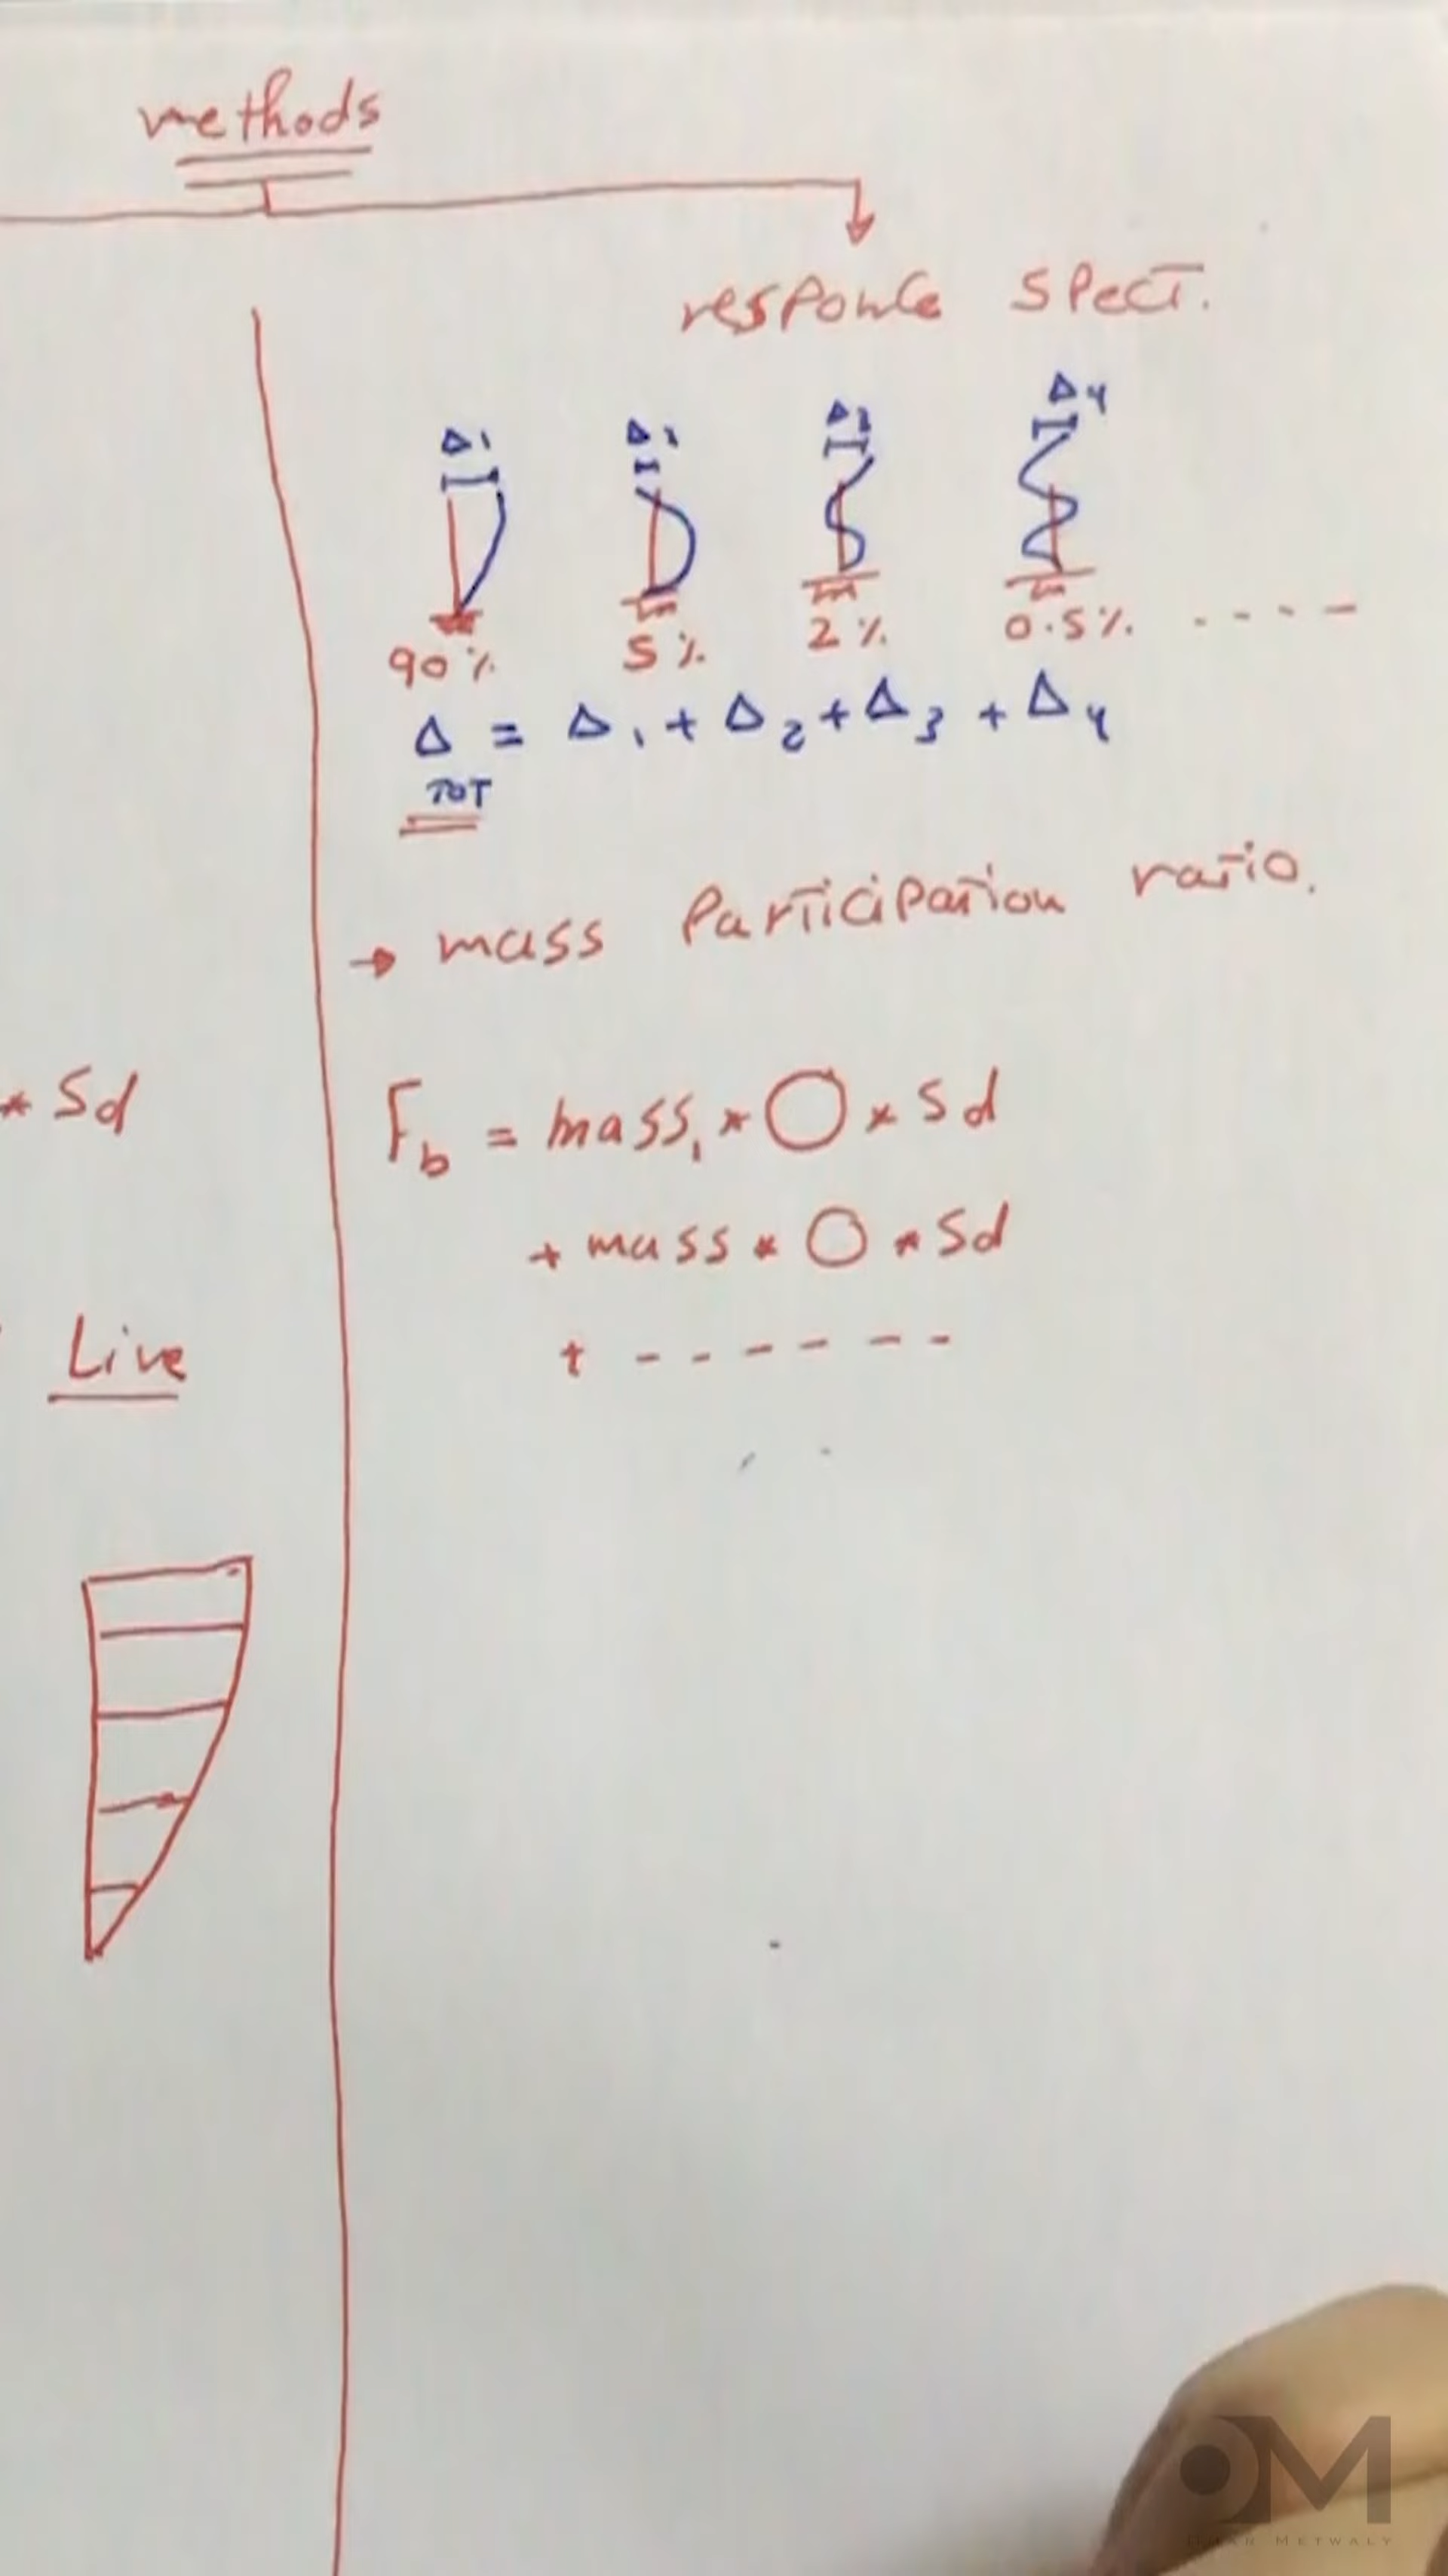 methods
response spect.
Δ1 Δ2 Δ3 Δ4
90% 5% 2% 0.5% ----
Δ = Δ1 + Δ2 + Δ3 + Δ4
TOT
→ mass Participation ratio.
* Sd
Fb = mass1 * ○ * Sd
+ mass * ○ * Sd
+ ------
Live
METWALY